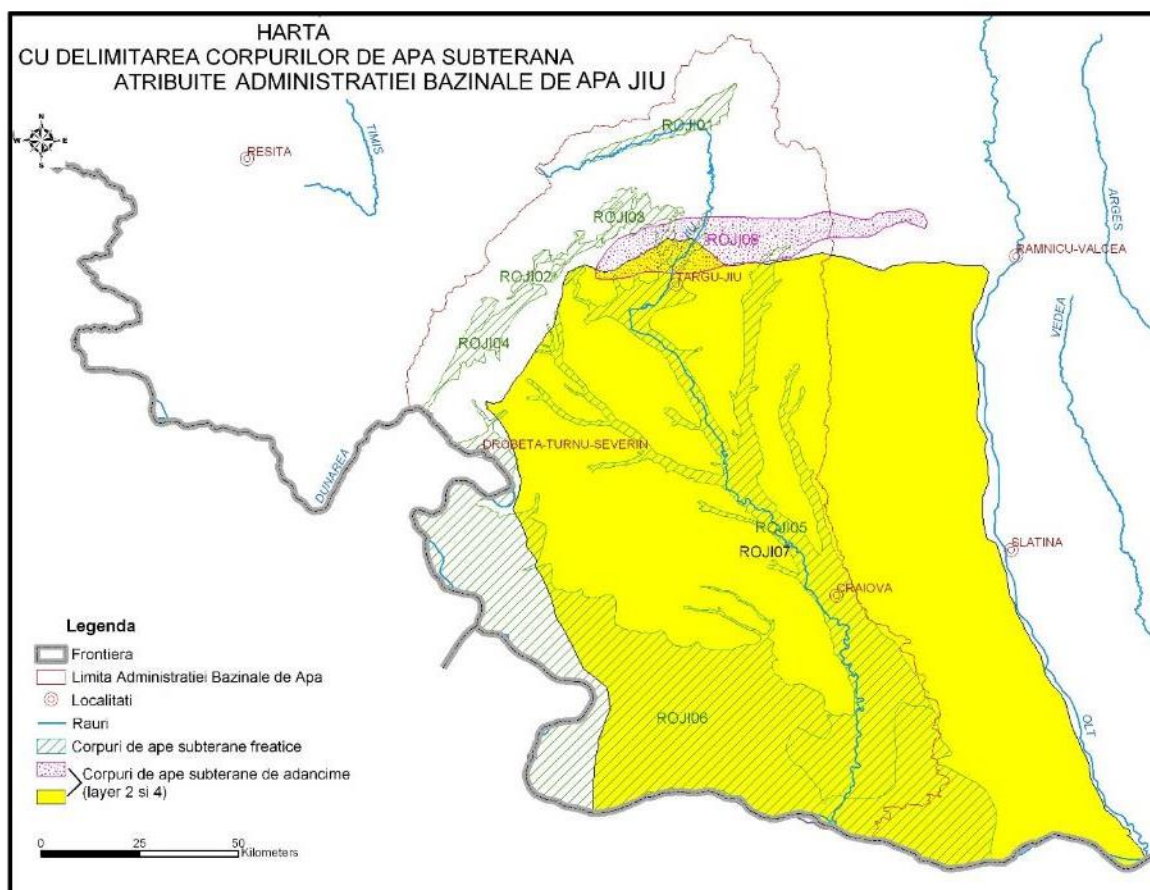 HARTA
CU DELIMITAREA CORPURILOR DE APA SUBTERANA
ATRIBUITE ADMINISTRATIEI BAZINALE DE APA JIU
N
W E
S
RESITA
TIMIS
ROJI01
ARGES
ROJI03
JIU
ROJI08
RAMNICU-VALCEA
ROJI02
TARGU-JIU
VEDEA
ROJI04
DROBETA-TURNU-SEVERIN
DUNAREA
ROJI05
ROJI07
SLATINA
CRAIOVA
ROJI06
OLT
Legenda
Frontiera
Limita Administratiei Bazinale de Apa
Localitati
Rauri
Corpuri de ape subterane freatice
Corpuri de ape subterane de adancime
(layer 2 si 4)
0 25 50
Kilometers